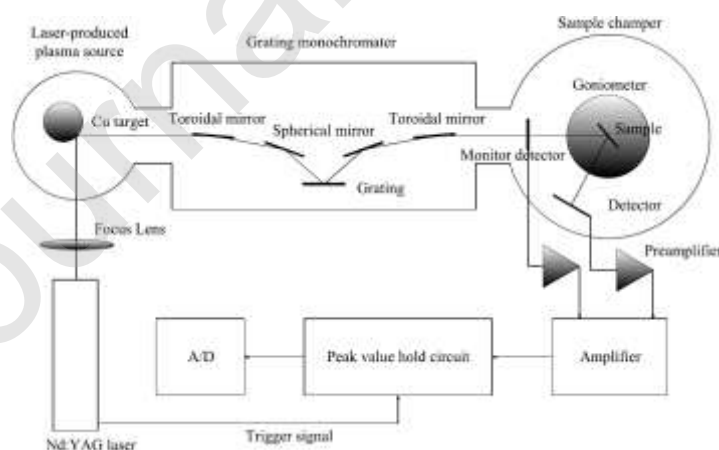 Laser-produced
plasma source
Grating monochromater
Sample champer
Goniometer
Cu target
Toroidal mirror
Spherical mirror
Toroidal mirror
Sample
Monitor detector
Grating
Detector
Focus Lens
Preamplifier
A/D
Peak value hold circuit
Amplifier
Trigger signal
Nd:YAG laser